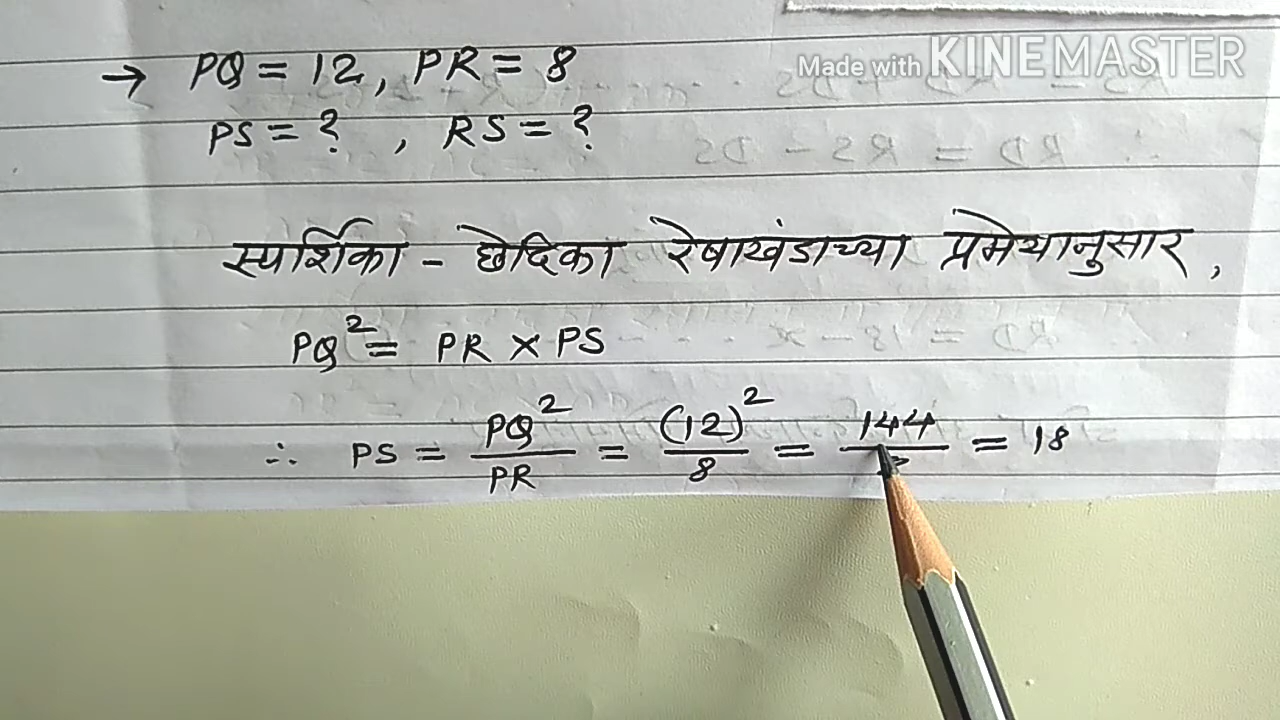 Made with KINEMASTER
→ PQ = 12, PR = 8
PS = ? , RS = ?
स्पर्शिका - छेदिका रेषाखंडाच्या प्रमेयानुसार,
PQ² = PR × PS
∴ PS = PQ²/PR = (12)²/8 = 144/ = 18